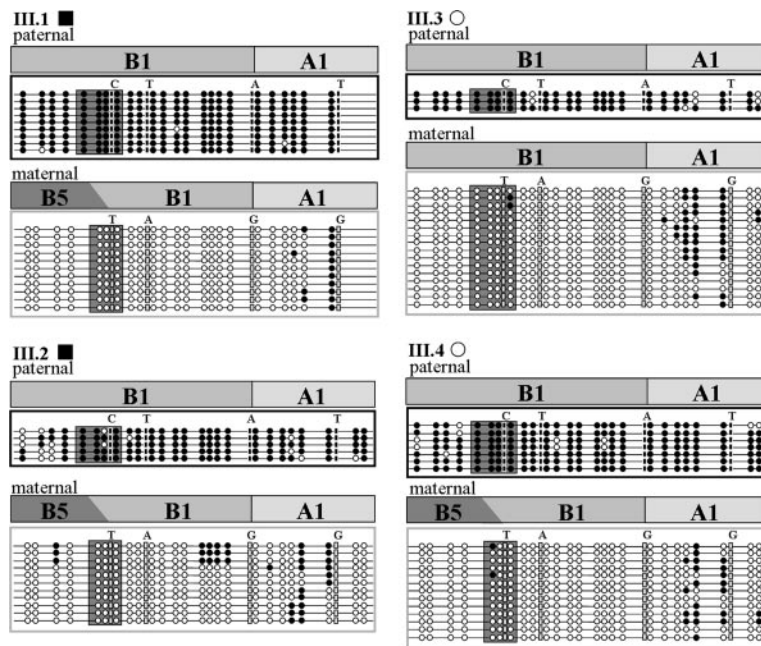 III.1
paternal
B1 A1
C T A T
maternal
B5 B1 A1
T A G G
III.3
paternal
B1 A1
C T A T
maternal
B1 A1
T A G G
III.2
paternal
B1 A1
C T A T
maternal
B5 B1 A1
T A G G
III.4
paternal
B1 A1
C T A T
maternal
B5 B1 A1
T A G G